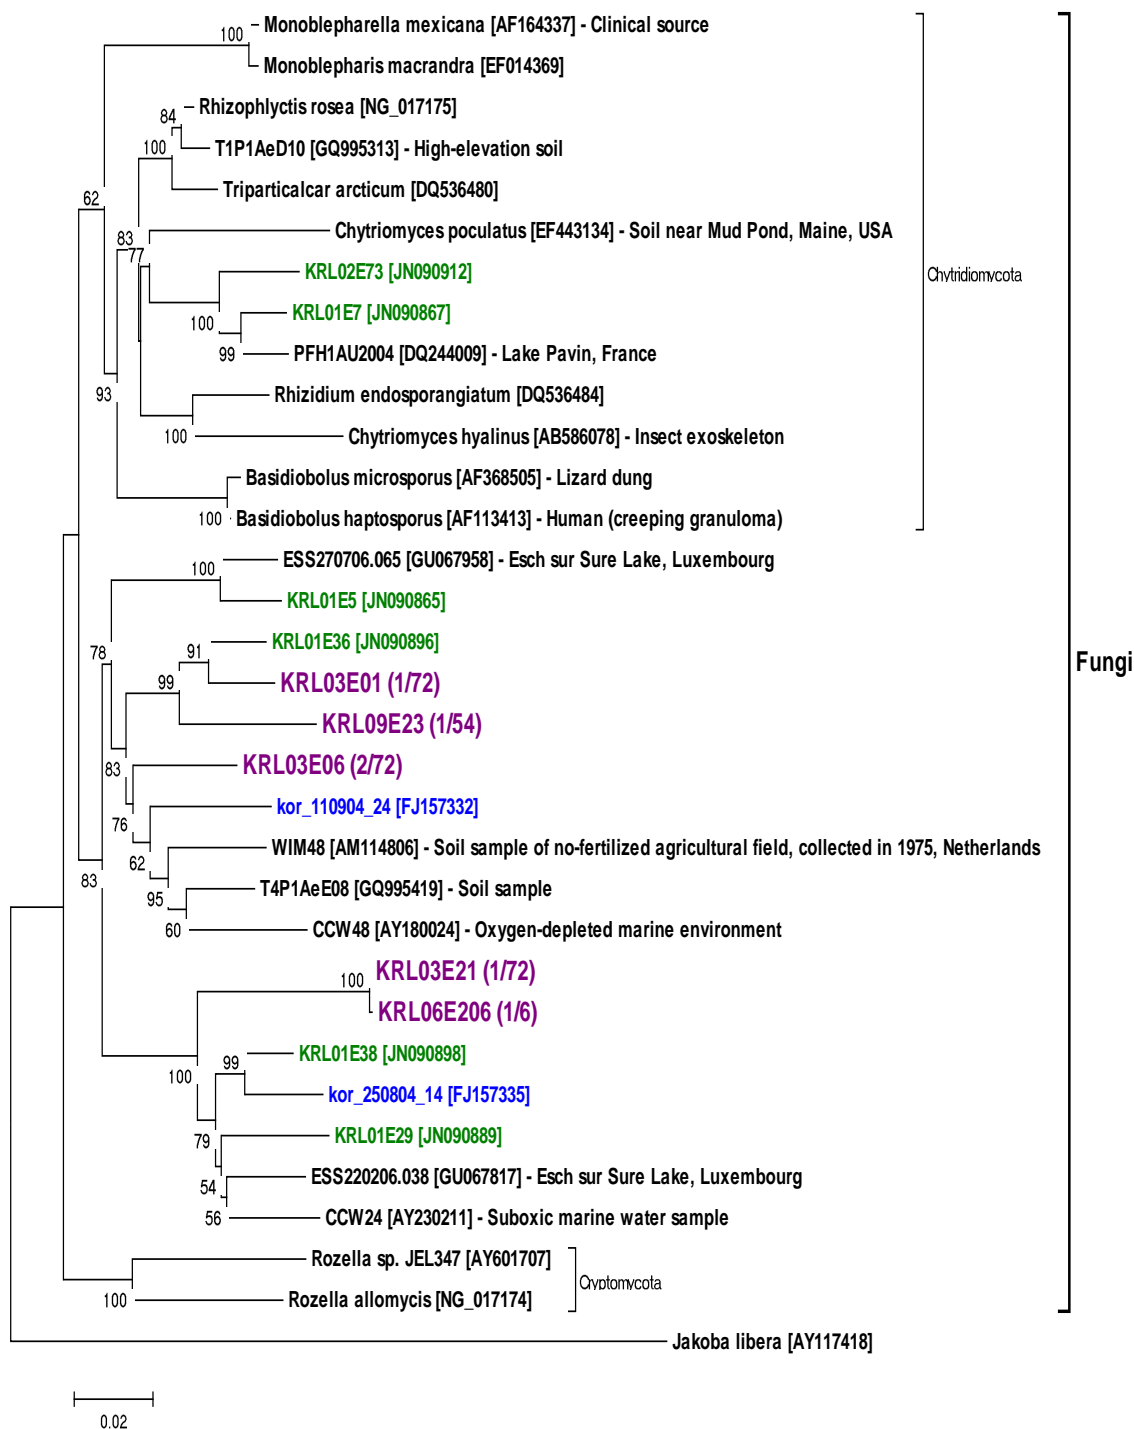 Monoblepharella mexicana [AF164337] - Clinical source
100
Monoblepharis macrandra [EF014369]
Rhizophlyctis rosea [NG_017175]
84
T1P1AeD10 [GQ995313] - High-elevation soil
100
Triparticalcar arcticum [DQ536480]
62
Chytriomyces poculatus [EF443134] - Soil near Mud Pond, Maine, USA
83
77
KRL02E73 [JN090912]
Chytridiomycota
KRL01E7 [JN090867]
100
PFH1AU2004 [DQ244009] - Lake Pavin, France
99
Rhizidium endosporangiatum [DQ536484]
93
Chytriomyces hyalinus [AB586078] - Insect exoskeleton
100
Basidiobolus microsporus [AF368505] - Lizard dung
Basidiobolus haptosporus [AF113413] - Human (creeping granuloma)
100
ESS270706.065 [GU067958] - Esch sur Sure Lake, Luxembourg
100
KRL01E5 [JN090865]
KRL01E36 [JN090896]
78
91
Fungi
KRL03E01 (1/72)
99
KRL09E23 (1/54)
KRL03E06 (2/72)
83
kor_110904_24 [FJ157332]
76
WIM48 [AM114806] - Soil sample of no-fertilized agricultural field, collected in 1975, Netherlands
62
83
T4P1AeE08 [GQ995419] - Soil sample
95
CCW48 [AY180024] - Oxygen-depleted marine environment
60
KRL03E21 (1/72)
100
KRL06E206 (1/6)
KRL01E38 [JN090898]
99
100
kor_250804_14 [FJ157335]
KRL01E29 [JN090889]
79
ESS220206.038 [GU067817] - Esch sur Sure Lake, Luxembourg
54
CCW24 [AY230211] - Suboxic marine water sample
56
Rozella sp. JEL347 [AY601707]
Cryptomycota
Rozella allomycis [NG_017174]
100
Jakoba libera [AY117418]
0.02